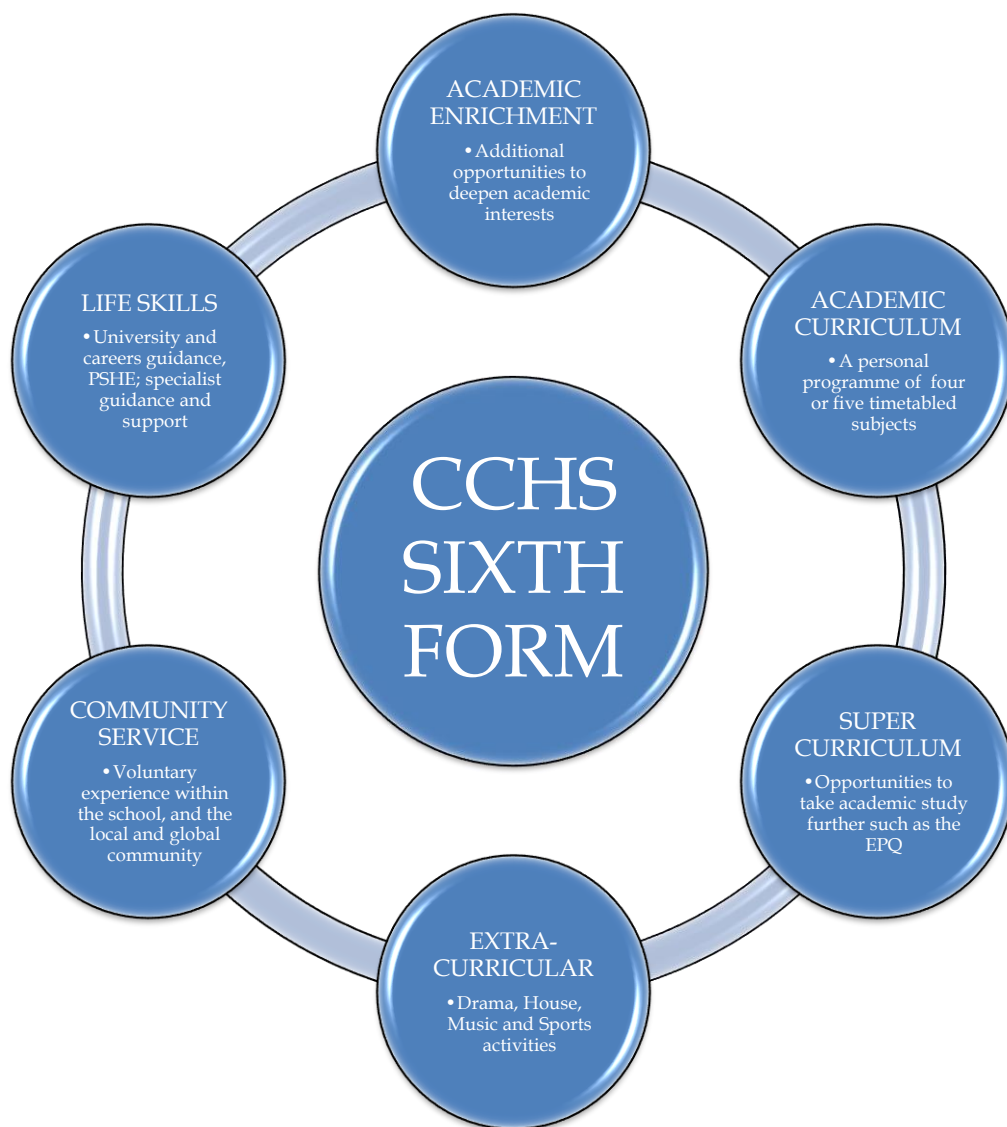 ACADEMIC
ENRICHMENT
•Additional
opportunities to
deepen academic
interests
ACADEMIC
CURRICULUM
•A personal
programme of four
or five timetabled
subjects
SUPER
CURRICULUM
•Opportunities to
take academic study
further such as the
EPQ
EXTRA-
CURRICULAR
•Drama, House,
Music and Sports
activities
COMMUNITY
SERVICE
•Voluntary
experience within
the school, and the
local and global
community
LIFE SKILLS
•University and
careers guidance,
PSHE; specialist
guidance and
support
CCHS
SIXTH
FORM